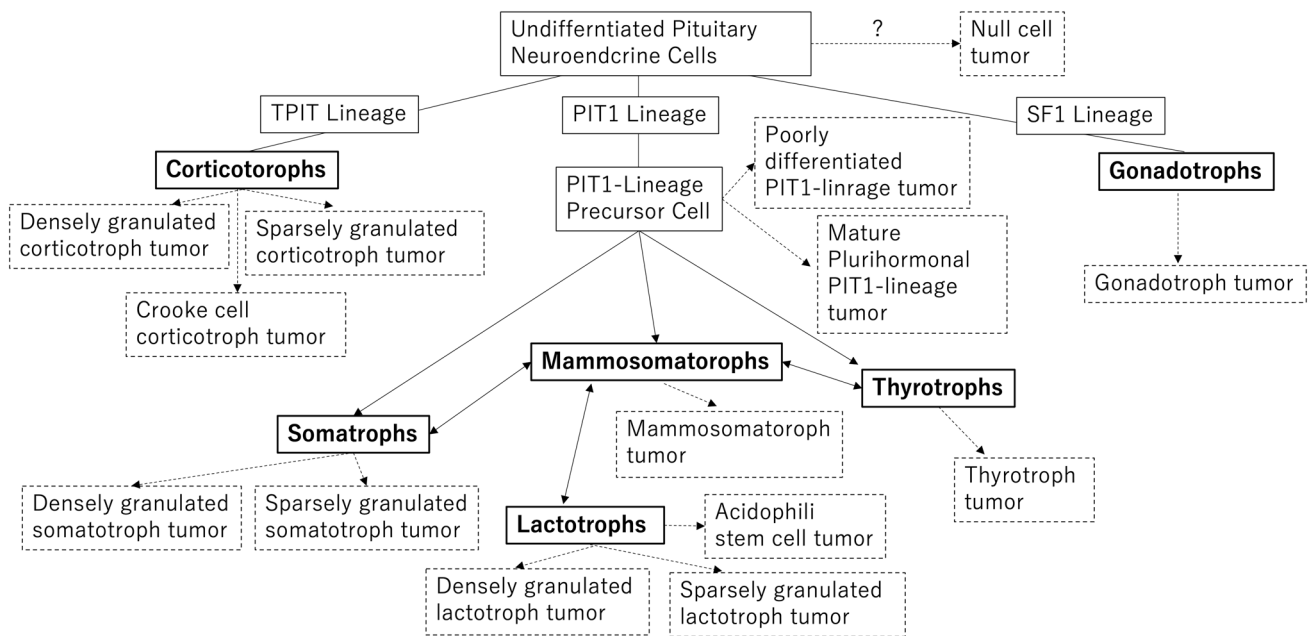 Undifferntiated Pituitary
Neuroendcrine Cells
?
Null cell
tumor
TPIT Lineage
PIT1 Lineage
SF1 Lineage
Corticotorophs
Densely granulated
corticotroph tumor
Sparsely granulated
corticotroph tumor
Crooke cell
corticotroph tumor
PIT1-Lineage
Precursor Cell
Poorly
differentiated
PIT1-linrage tumor
Mature
Plurihormonal
PIT1-lineage
tumor
Gonadotrophs
Gonadotroph tumor
Mammosomatorophs
Mammosomatoroph
tumor
Thyrotrophs
Thyrotroph
tumor
Somatrophs
Densely granulated
somatotroph tumor
Sparsely granulated
somatotroph tumor
Lactotrophs
Acidophili
stem cell tumor
Densely granulated
lactotroph tumor
Sparsely granulated
lactotroph tumor